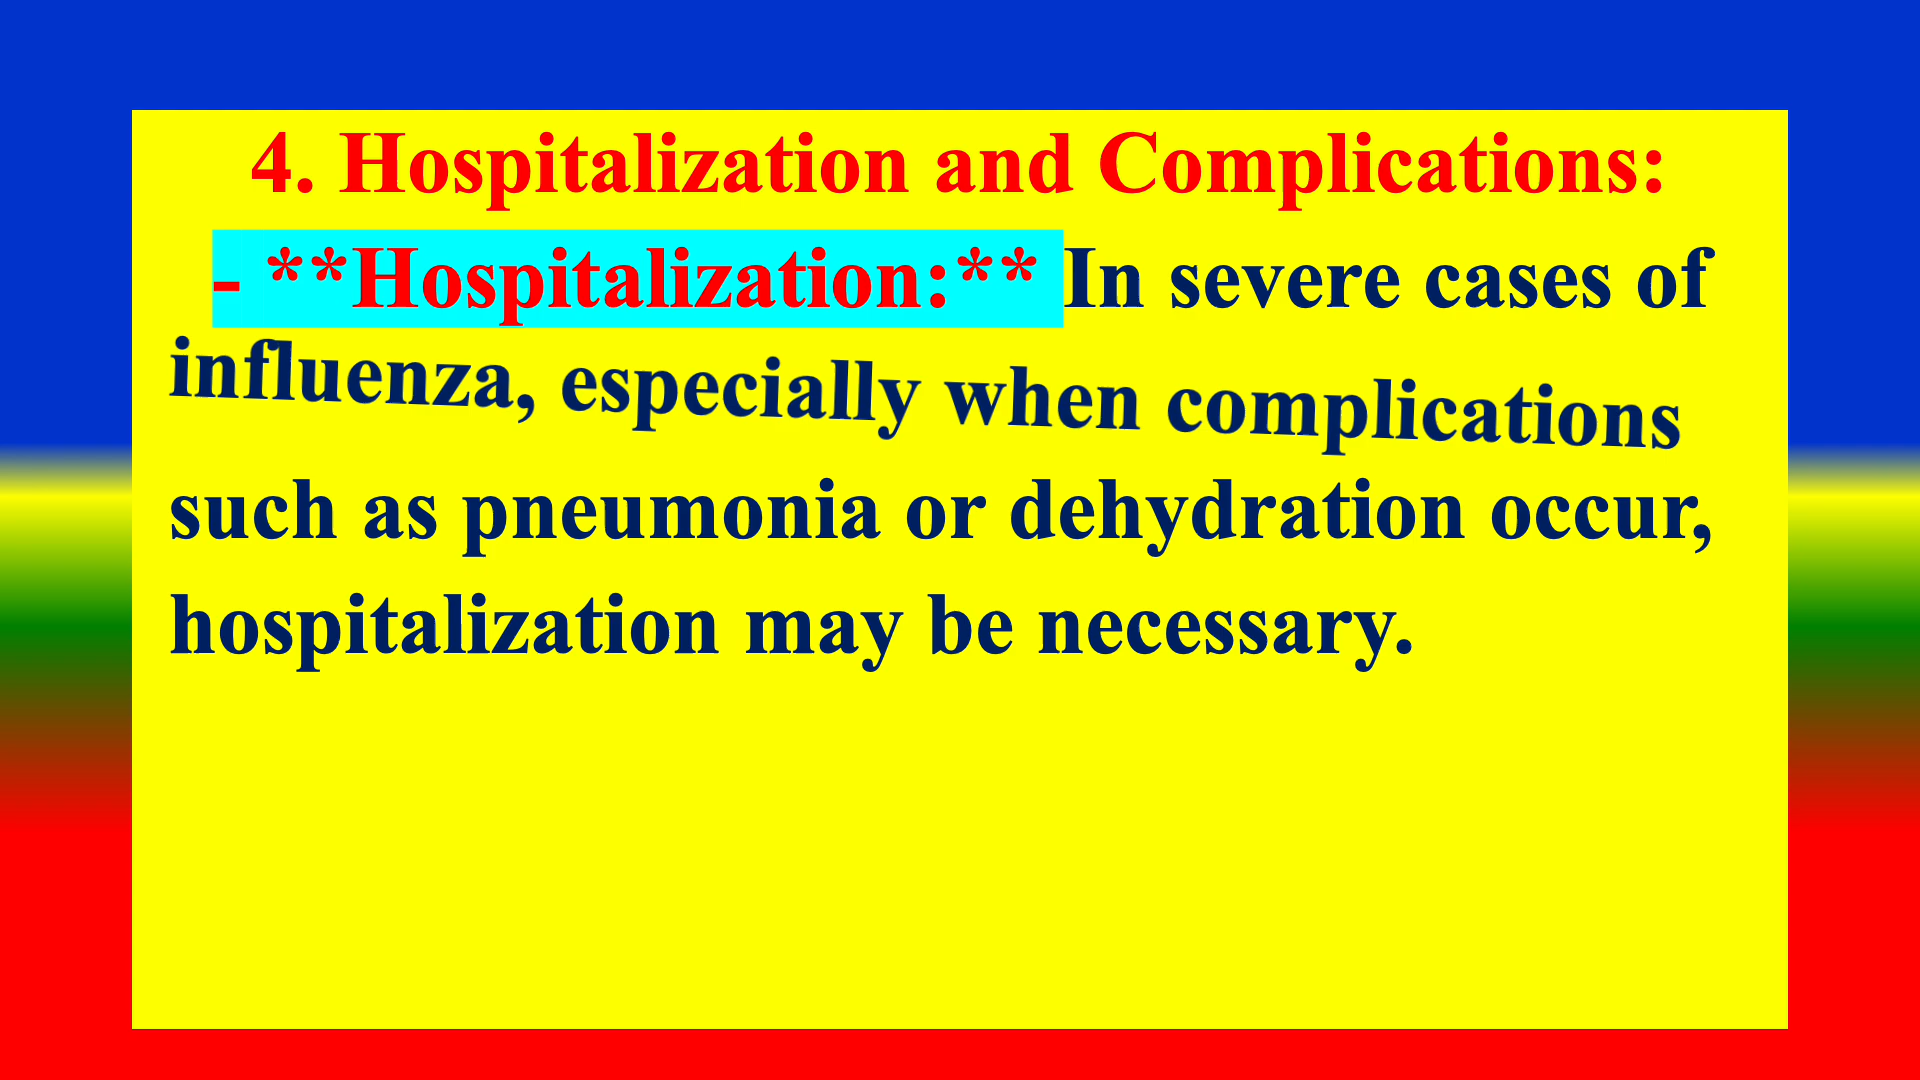 4. Hospitalization and Complications:
- **Hospitalization:** In severe cases of
influenza, especially when complications
such as pneumonia or dehydration occur,
hospitalization may be necessary.